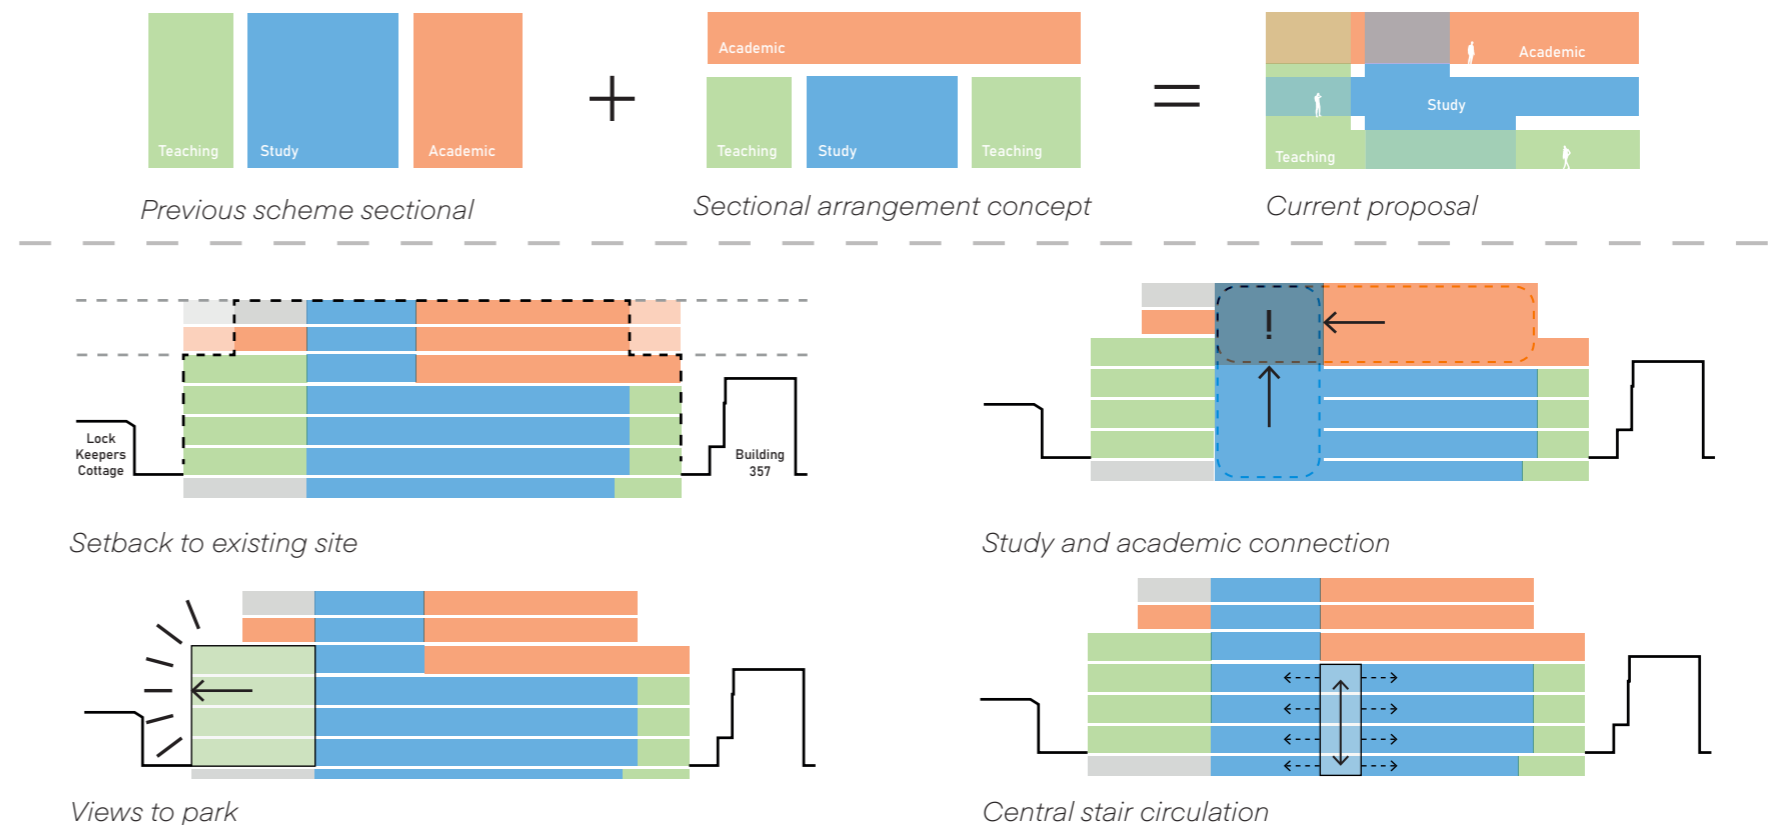 Teaching
Study
Academic
Academic
Teaching
Study
Teaching
Academic
Study
Teaching
Previous scheme sectional
Sectional arrangement concept
Current proposal
Lock
Keepers
Cottage
Building
357
!
Setback to existing site
Study and academic connection
Views to park
Central stair circulation